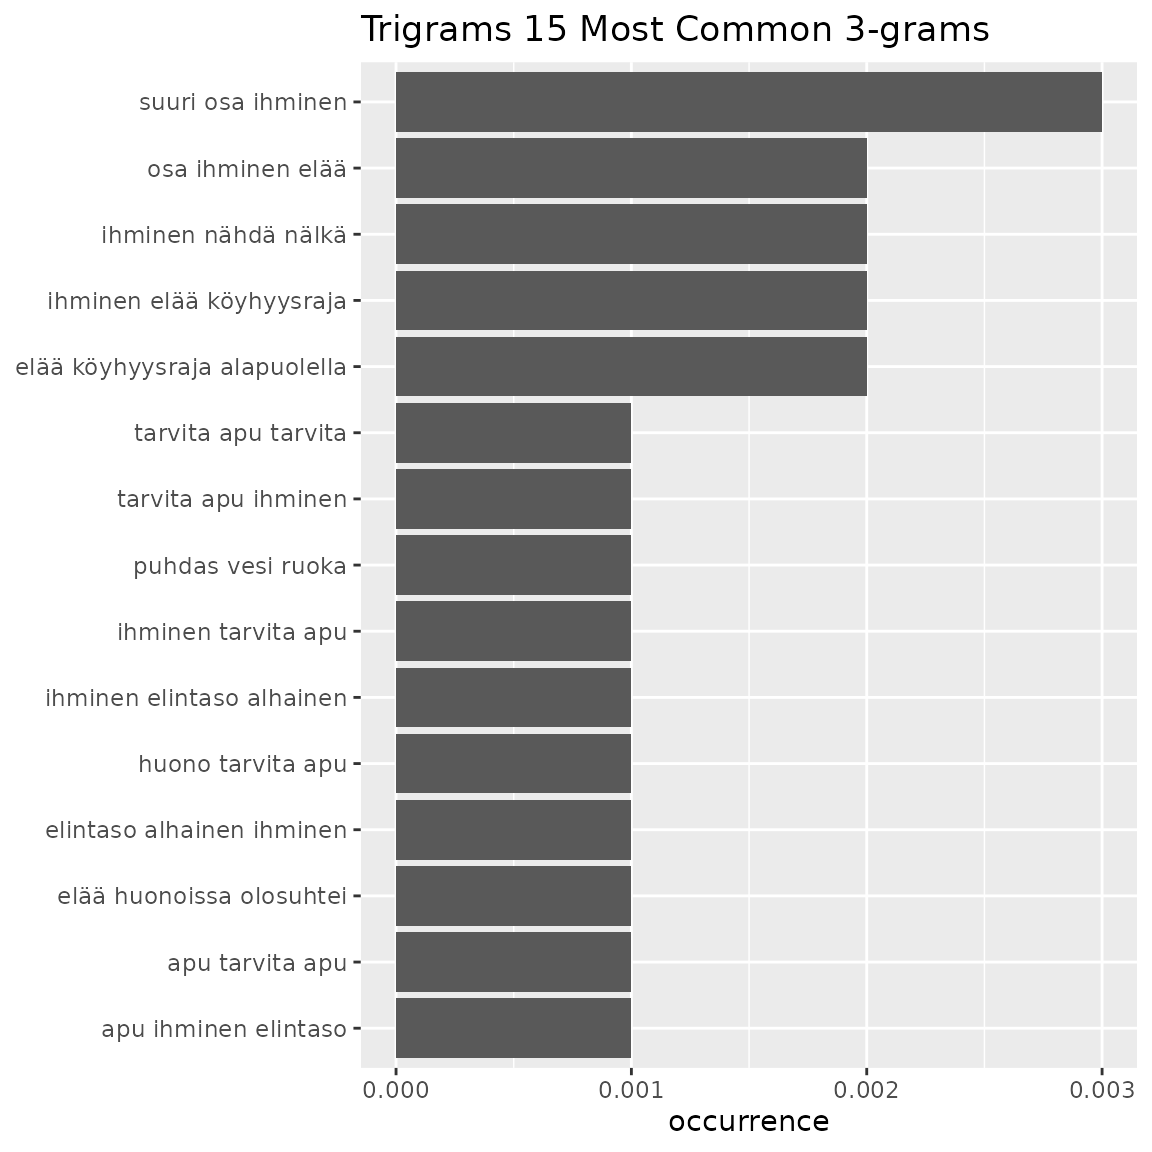 Trigrams 15 Most Common 3-grams
suuri osa ihminen
osa ihminen elää
ihminen nähdä nälkä
ihminen elää köyhyysraja
elää köyhyysraja alapuolella
tarvita apu tarvita
tarvita apu ihminen
puhdas vesi ruoka
ihminen tarvita apu
ihminen elintaso alhainen
huono tarvita apu
elintaso alhainen ihminen
elää huonoissa olosuhtei
apu tarvita apu
apu ihminen elintaso
0.000 0.001 0.002 0.003
occurrence